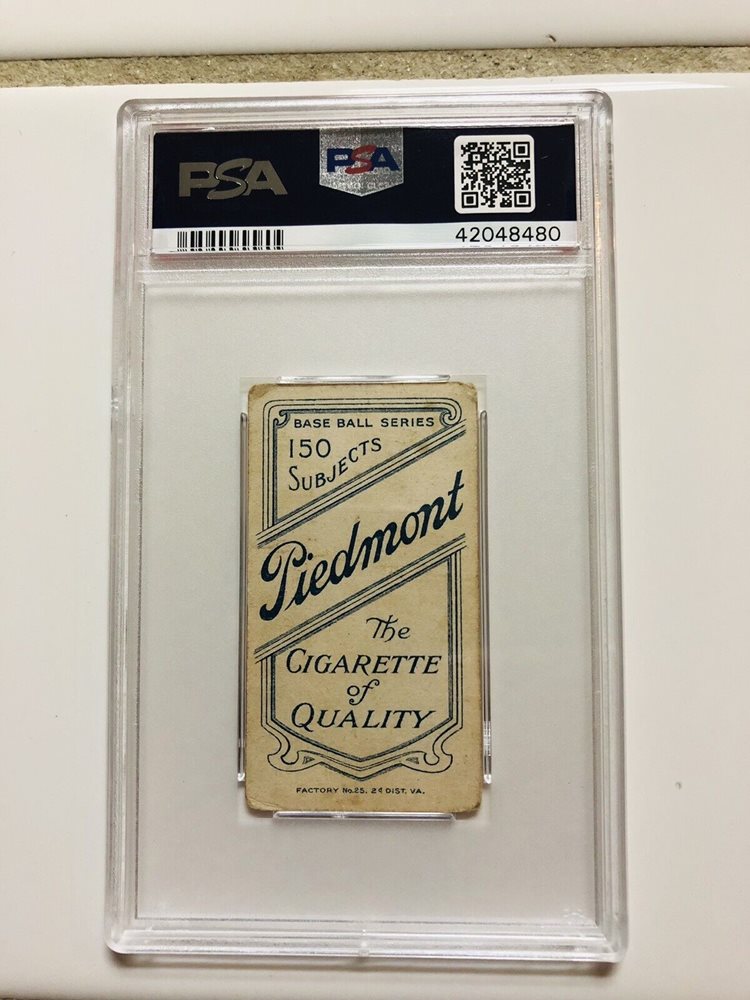 PSA
PSA
42048480
BASE BALL SERIES
150
SUBJECTS
Piedmont
The
CIGARETTE
of
QUALITY
FACTORY No.25, 2d DIST. VA.